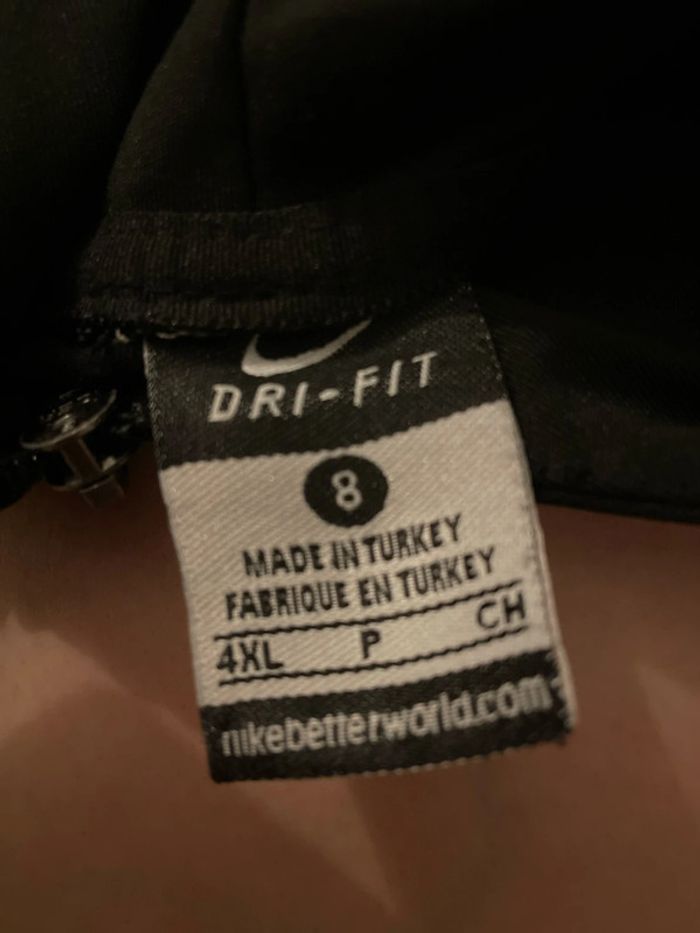 DRI-FIT
8
MADE IN TURKEY
FABRIQUE EN TURKEY
4XL P CH
nikebetterworld.com